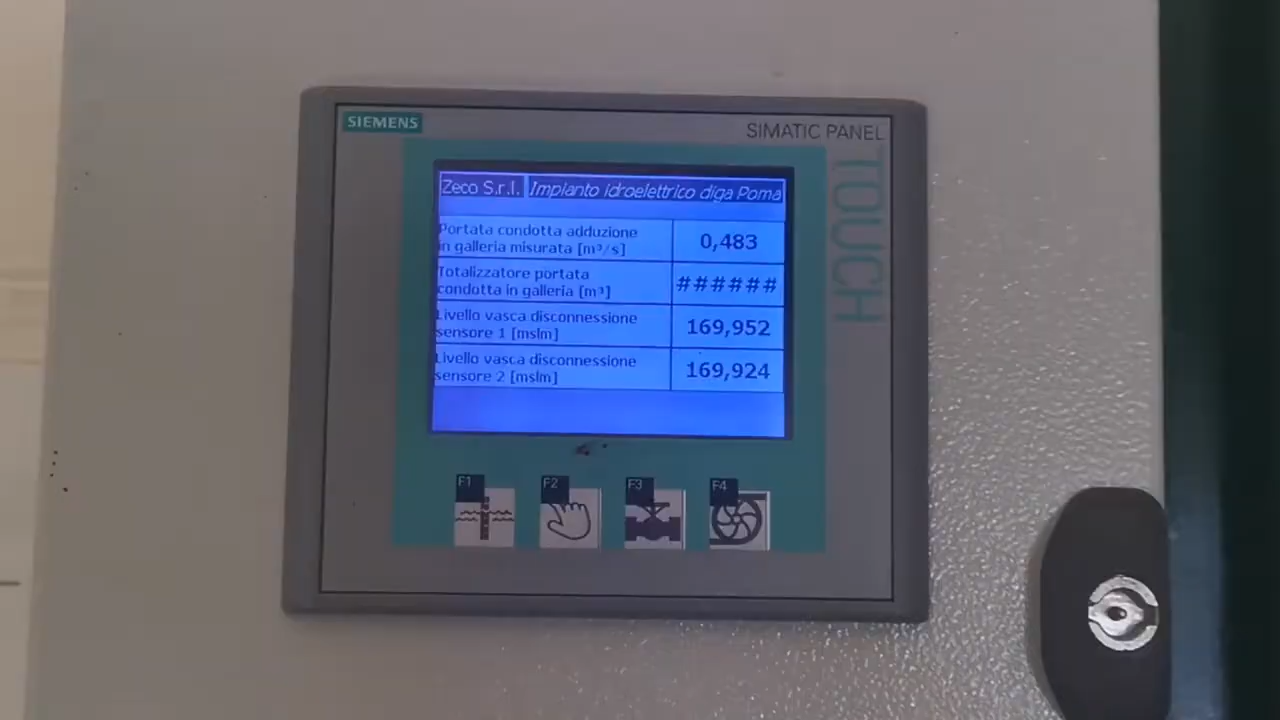 SIEMENS
SIMATIC PANEL
TOUCH
Zeco S.r.l. Impianto idroelettrico diga Poma
Portata condotta adduzione
in galleria misurata [m³/s]
0,483
Totalizzatore portata
condotta in galleria [m³]
######
Livello vasca disconnessione
sensore 1 [mslm]
169,952
Livello vasca disconnessione
sensore 2 [mslm]
169,924
F1 F2 F3 F4